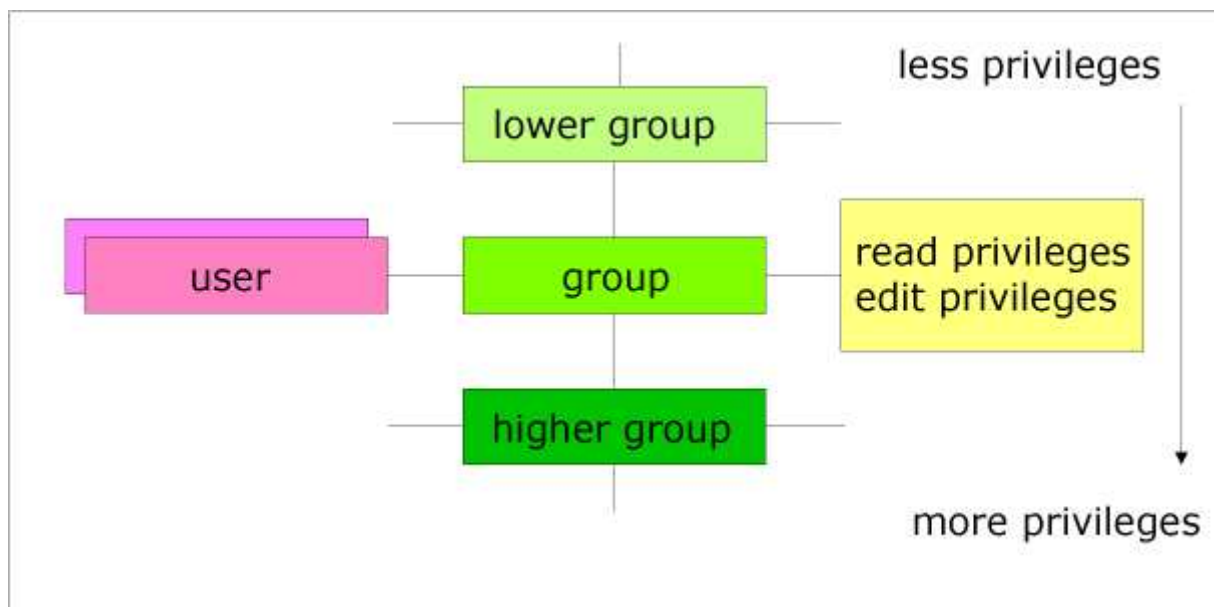 less privileges
lower group
user
group
read privileges
edit privileges
higher group
more privileges